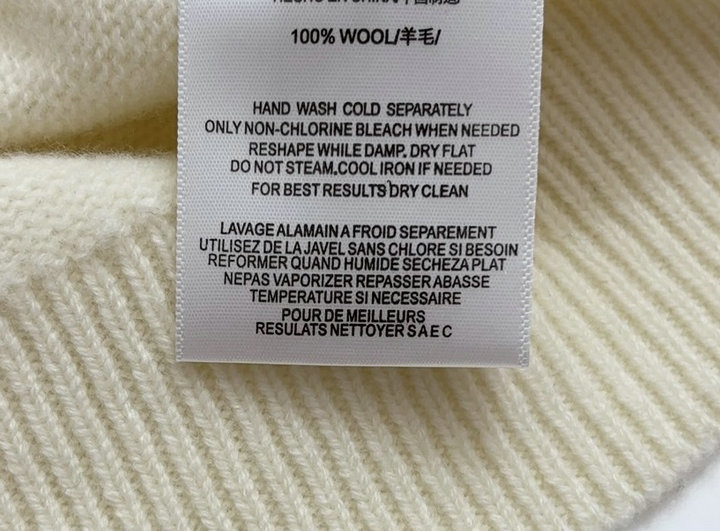 100% WOOL/羊毛/
HAND WASH COLD SEPARATELY
ONLY NON-CHLORINE BLEACH WHEN NEEDED
RESHAPE WHILE DAMP. DRY FLAT
DO NOT STEAM.COOL IRON IF NEEDED
FOR BEST RESULTS DRY CLEAN
LAVAGE ALAMAIN A FROID SEPAREMENT
UTILISEZ DE LA JAVEL SANS CHLORE SI BESOIN
REFORMER QUAND HUMIDE SECHEZA PLAT
NEPAS VAPORIZER REPASSER ABASSE
TEMPERATURE SI NECESSAIRE
POUR DE MEILLEURS
RESULATS NETTOYER S A E C